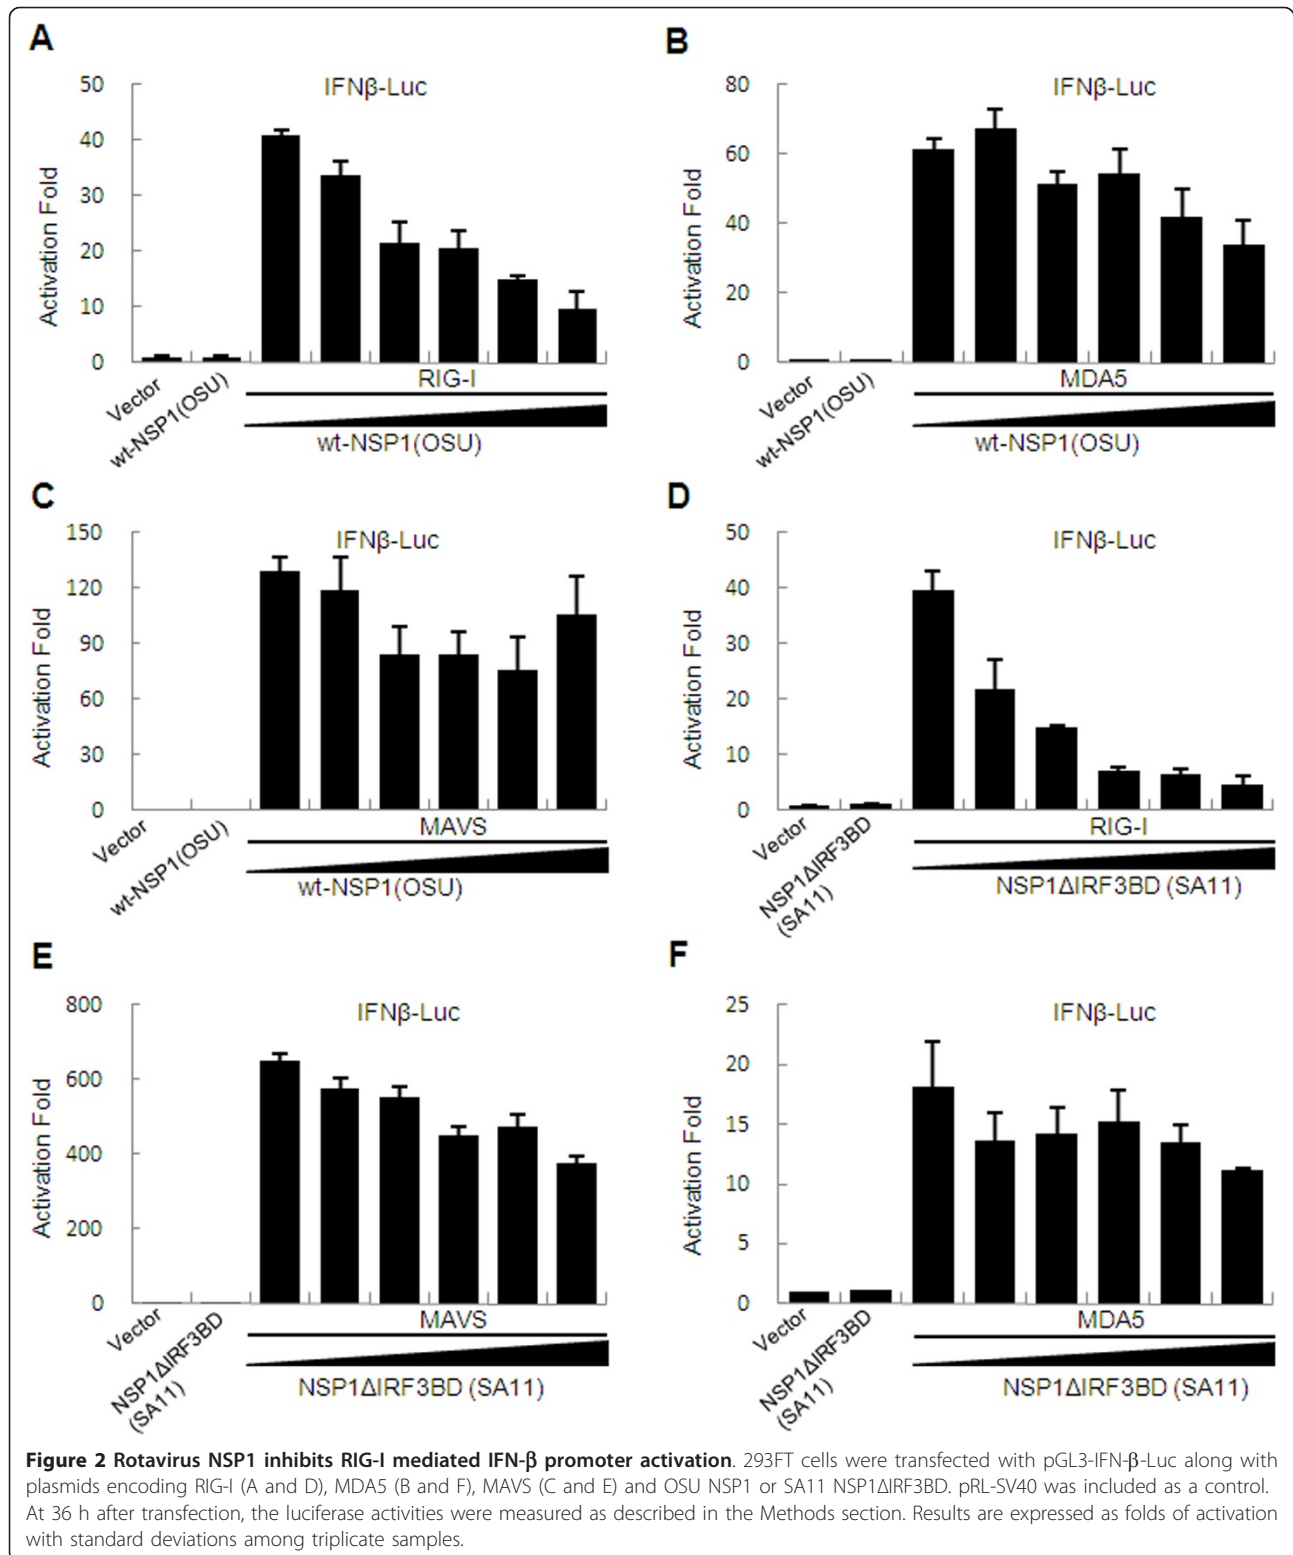 A
IFNβ-Luc
50
40
30
20
10
0
Activation Fold
Vector
wt-NSP1(OSU)
RIG-I
wt-NSP1(OSU)
B
IFNβ-Luc
80
60
40
20
0
Activation Fold
Vector
wt-NSP1(OSU)
MDA5
wt-NSP1(OSU)
C
IFNβ-Luc
150
120
90
60
30
0
Activation Fold
Vector
wt-NSP1(OSU)
MAVS
wt-NSP1(OSU)
D
IFNβ-Luc
50
40
30
20
10
0
Activation Fold
Vector
NSP1ΔIRF3BD
(SA11)
RIG-I
NSP1ΔIRF3BD (SA11)
E
IFNβ-Luc
800
600
400
200
0
Activation Fold
Vector
NSP1ΔIRF3BD
(SA11)
MAVS
NSP1ΔIRF3BD (SA11)
F
IFNβ-Luc
25
20
15
10
5
0
Activation Fold
Vector
NSP1ΔIRF3BD
(SA11)
MDA5
NSP1ΔIRF3BD (SA11)
Figure 2 Rotavirus NSP1 inhibits RIG-I mediated IFN-β promoter activation. 293FT cells were transfected with pGL3-IFN-β-Luc along with
plasmids encoding RIG-I (A and D), MDA5 (B and F), MAVS (C and E) and OSU NSP1 or SA11 NSP1ΔIRF3BD. pRL-SV40 was included as a control.
At 36 h after transfection, the luciferase activities were measured as described in the Methods section. Results are expressed as folds of activation
with standard deviations among triplicate samples.